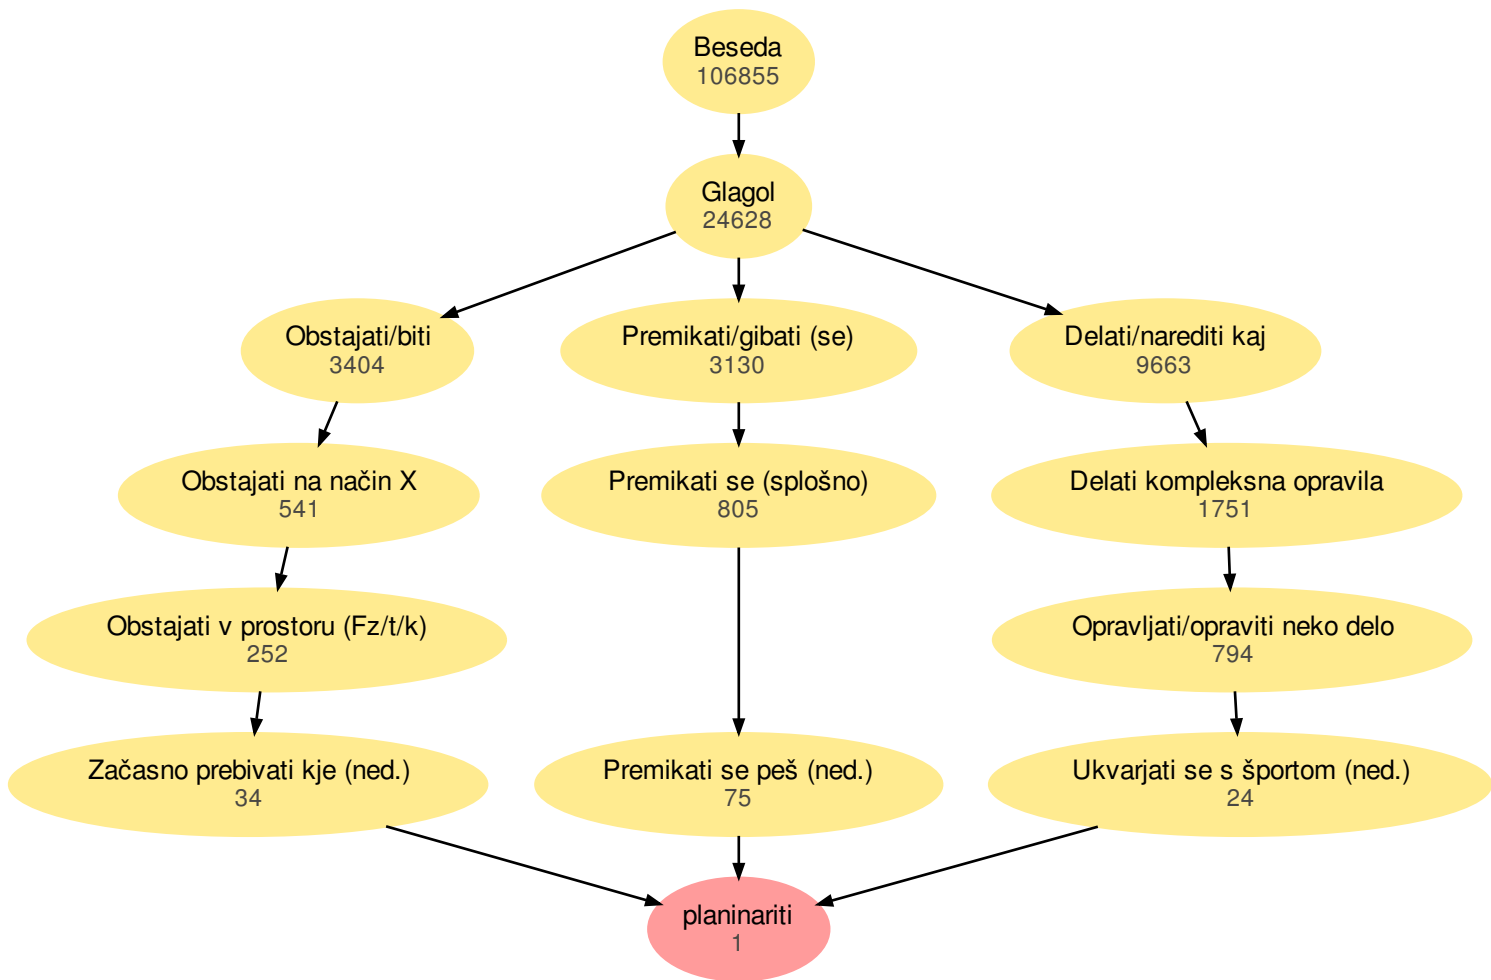 Beseda
106855
Glagol
24628
Obstajati/biti
3404
Premikati/gibati (se)
3130
Delati/narediti kaj
9663
Obstajati na način X
541
Premikati se (splošno)
805
Delati kompleksna opravila
1751
Obstajati v prostoru (Fz/t/k)
252
Opravljati/opraviti neko delo
794
Začasno prebivati kje (ned.)
34
Premikati se peš (ned.)
75
Ukvarjati se s športom (ned.)
24
planinariti
1